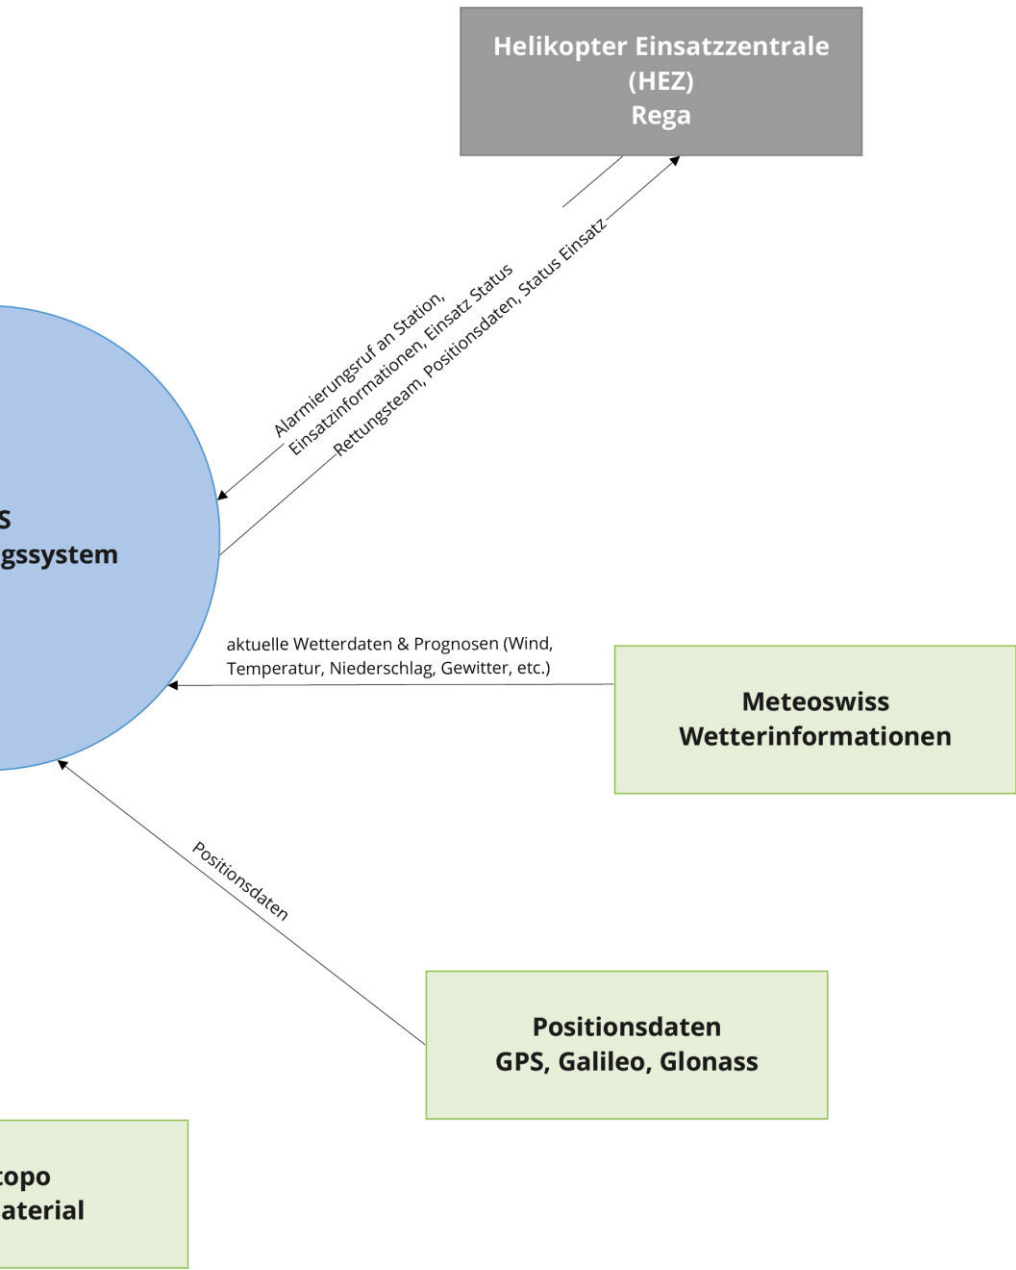 Helikopter Einsatzzentrale
(HEZ)
Rega
Alarmierungsruf an Station,
Einsatzinformationen, Einsatz Status
Rettungsteam, Positionsdaten, Status Einsatz
S
gssystem
aktuelle Wetterdaten & Prognosen (Wind,
Temperatur, Niederschlag, Gewitter, etc.)
Meteoswiss
Wetterinformationen
Positionsdaten
Positionsdaten
GPS, Galileo, Glonass
topo
aterial